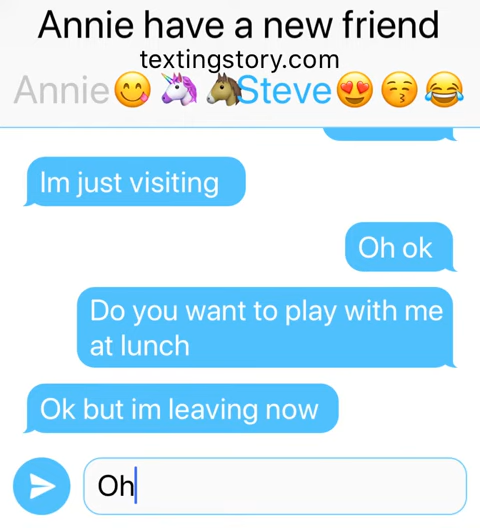 Annie have a new friend
textingstory.com
Annie😋🦄🐴Steve😍😚😂
Im just visiting
Oh ok
Do you want to play with me
at lunch
Ok but im leaving now
Oh